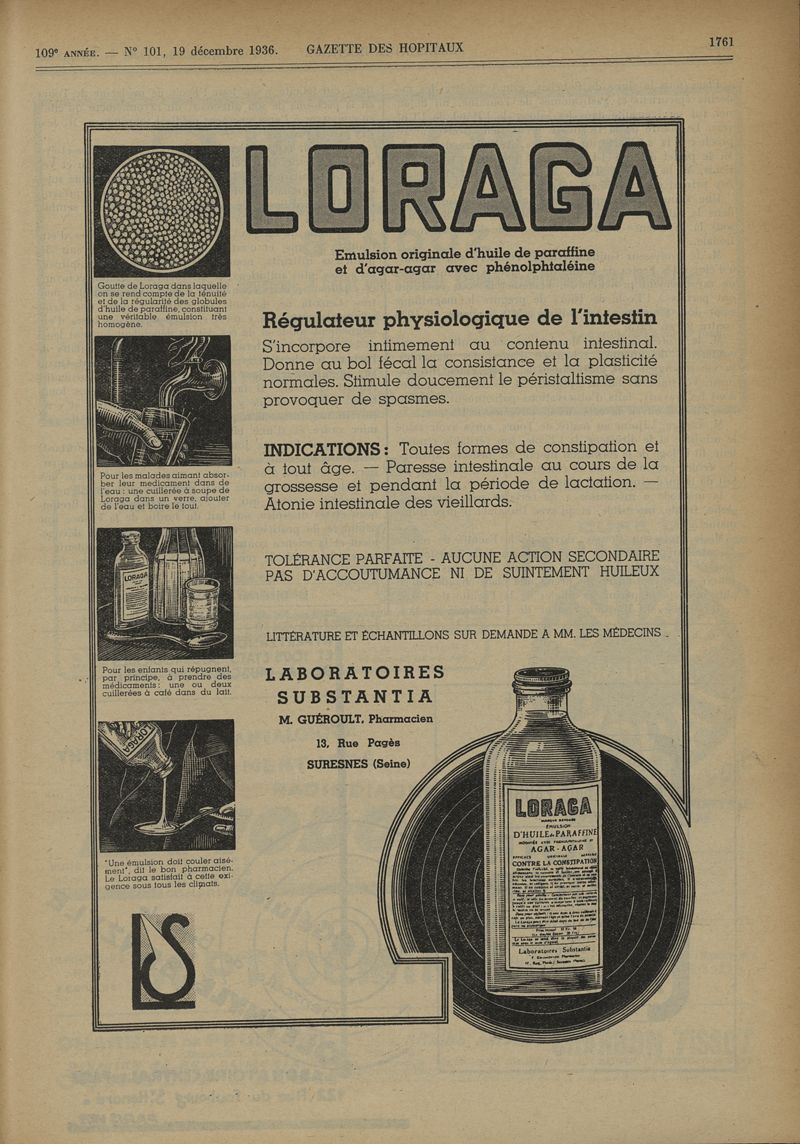 109e ANNÉE. — N° 101, 19 décembre 1936. GAZETTE DES HOPITAUX 1761
LORAGA
Emulsion originale d'huile de paraffine
et d'agar-agar avec phénolphtaléine
Goutte de Loraga dans laquelle
on se rend compte de la ténuité
et de la régularité des globules
d'huile de paraffine, constituant
une véritable émulsion très
homogène.
Régulateur physiologique de l'intestin
S'incorpore intimement au contenu intestinal.
Donne au bol fécal la consistance et la plasticité
normales. Stimule doucement le péristaltisme sans
provoquer de spasmes.
INDICATIONS : Toutes formes de constipation et
à tout âge. — Paresse intestinale au cours de la
grossesse et pendant la période de lactation. —
Atonie intestinale des vieillards.
Pour les malades aimant absor-
ber leur medicament dans de
l'eau : une cuillerée à soupe de
Loraga dans un verre, ajouter
de l'eau et boire le tout.
TOLÉRANCE PARFAITE - AUCUNE ACTION SECONDAIRE
PAS D'ACCOUTUMANCE NI DE SUINTEMENT HUILEUX
LORAGA
LITTÉRATURE ET ÉCHANTILLONS SUR DEMANDE A MM. LES MÉDECINS
Pour les enfants qui répugnent,
par principe, à prendre des
médicaments : une ou deux
cuillerées à café dans du lait.
LABORATOIRES
SUBSTANTIA
M. GUÉROULT, Pharmacien
13, Rue Pagès
SURESNES (Seine)
LORAGA
"Une émulsion doit couler aisé-
ment", dit le bon pharmacien.
Le Loraga satisfait à cette exi-
gence sous tous les climats.
LS
LORAGA
ÉMULSION
D'HUILE de PARAFFINE
AGAR-AGAR
CONTRE LA CONSTIPATION
Laboratoires Substantia